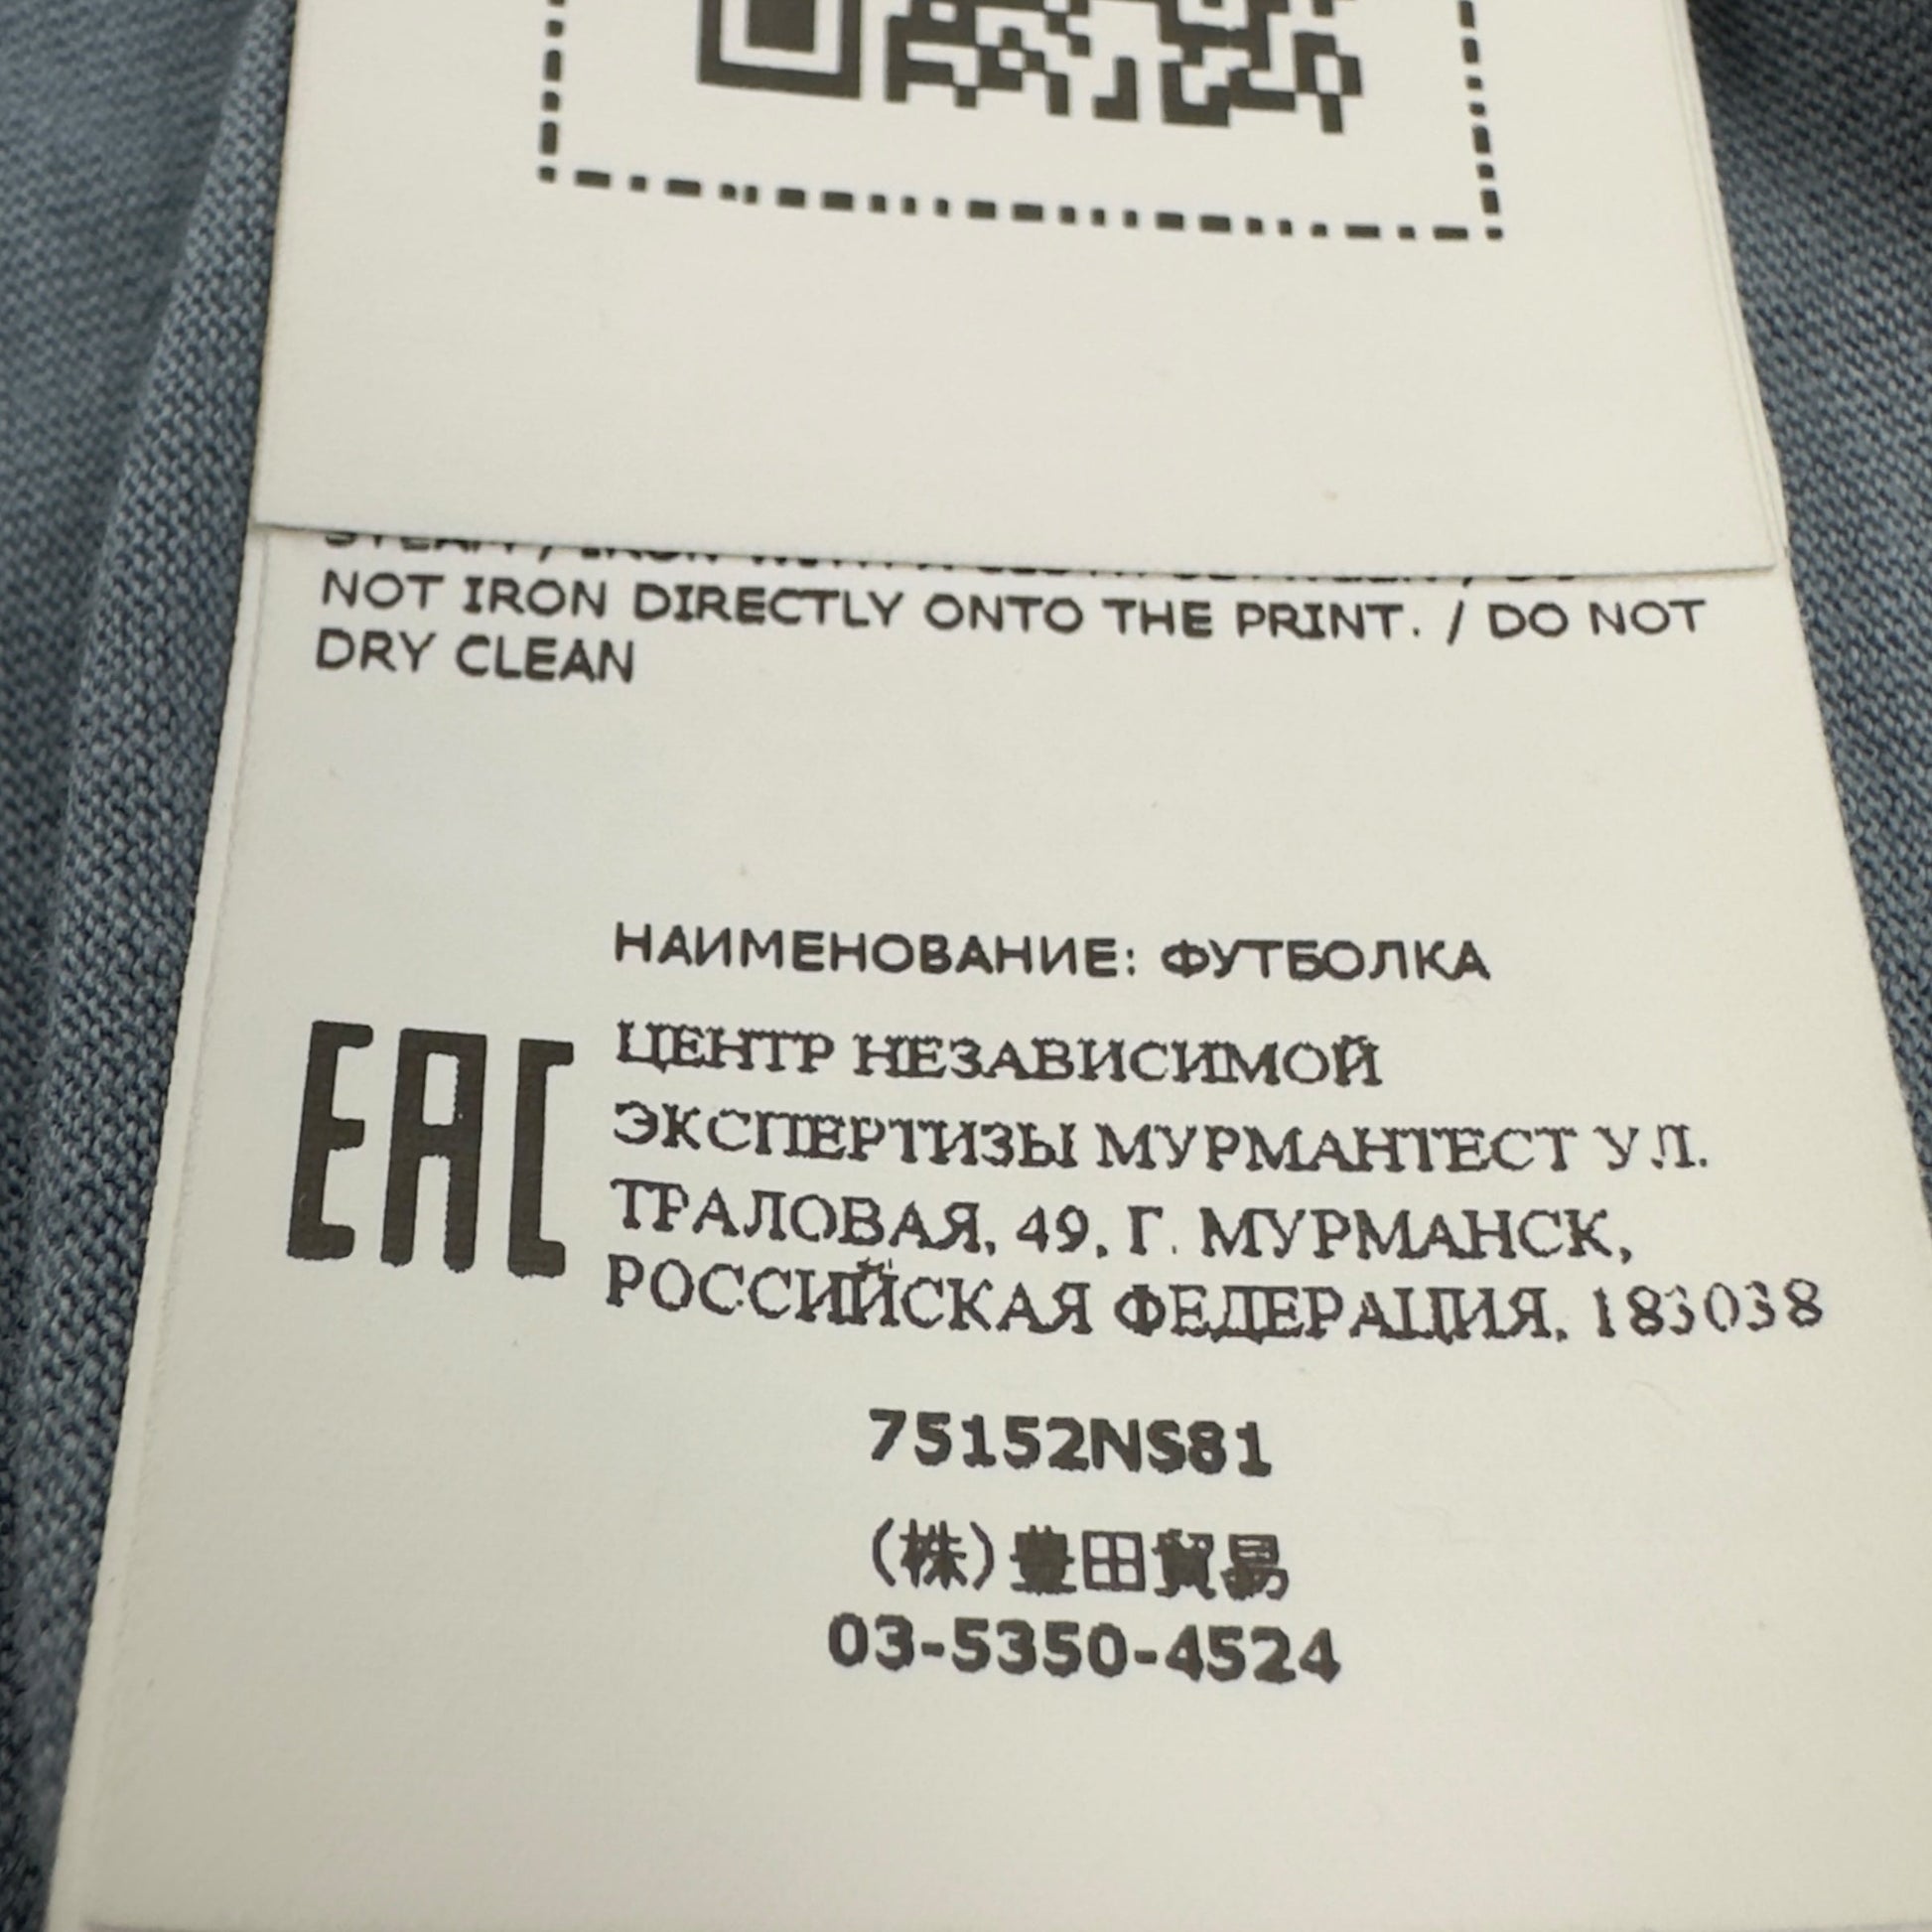 NOT IRON DIRECTLY ONTO THE PRINT. / DO NOT
DRY CLEAN
НАИМЕНОВАНИЕ: ФУТБОЛКА
EAC
ЦЕНТР НЕЗАВИСИМОЙ
ЭКСПЕРТИЗЫ МУРМАНТЕСТ УЛ.
ТРАЛОВАЯ, 49, Г. МУРМАНСК,
РОССИЙСКАЯ ФЕДЕРАЦИЯ, 183038
75152NS81
(株)豊田貿易
03-5350-4524